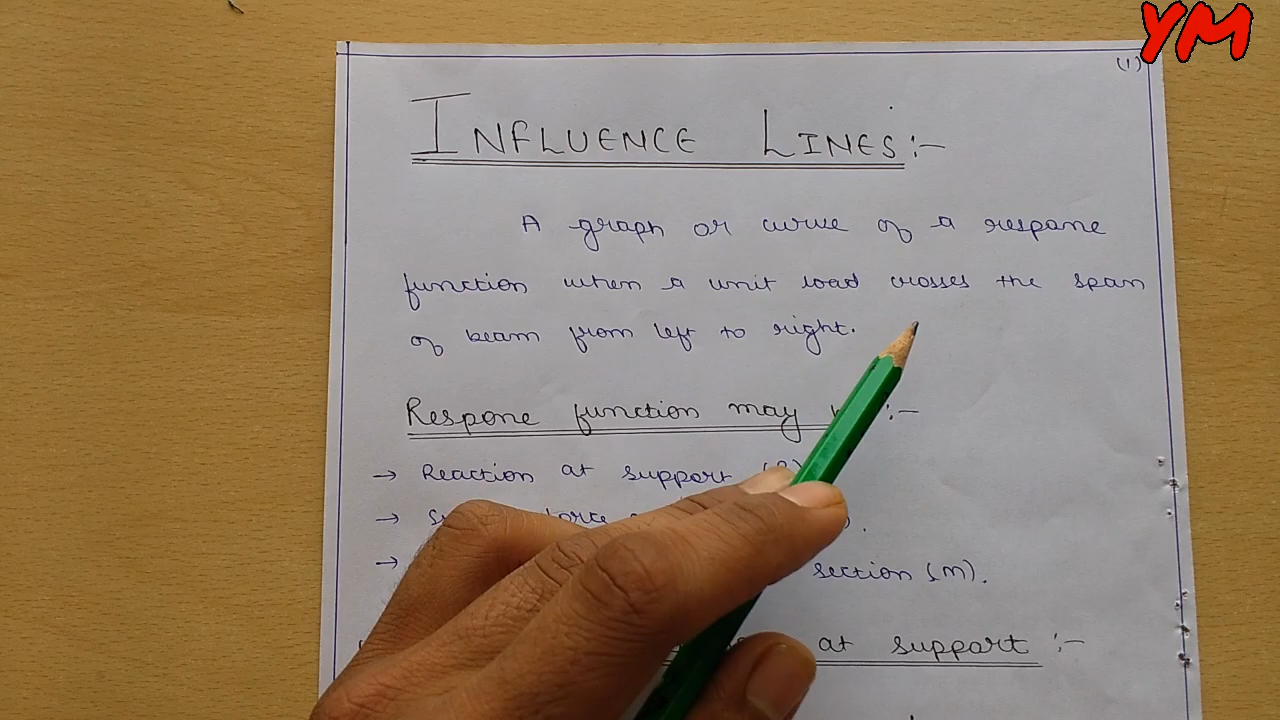 YM
(1)
INFLUENCE LINES:-
A graph or curve of a respone
function when a unit load crosses the span
of beam from left to right.
Respone function may :-
→ Reaction at support
→ force
→ section (M).
at support :-